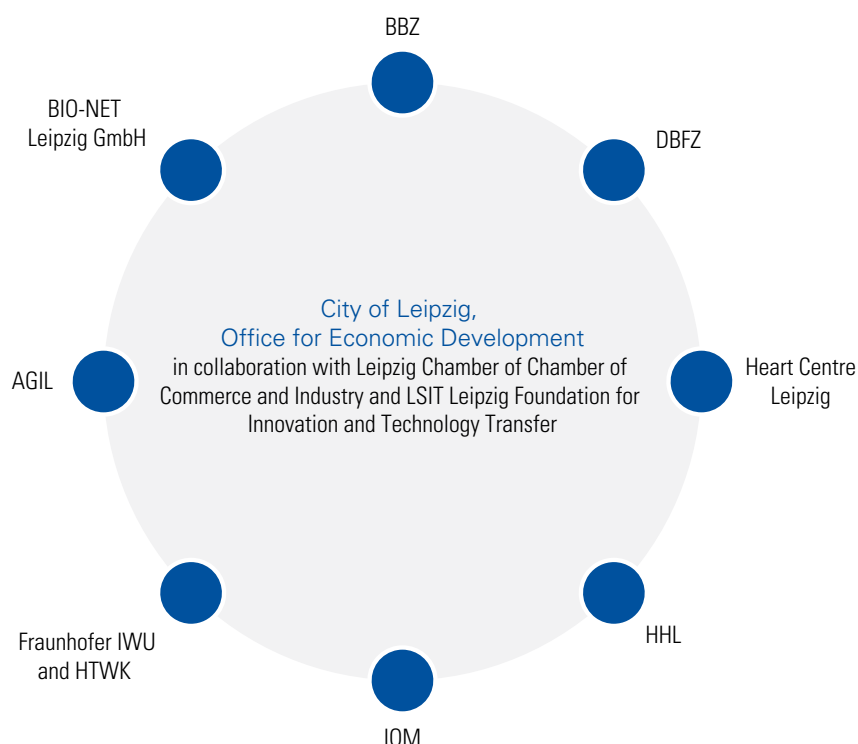 BBZ
BIO-NET
Leipzig GmbH
DBFZ
City of Leipzig,
Office for Economic Development
in collaboration with Leipzig Chamber of Chamber of
Commerce and Industry and LSIT Leipzig Foundation for
Innovation and Technology Transfer
AGIL
Heart Centre
Leipzig
Fraunhofer IWU
and HTWK
HHL
IOM